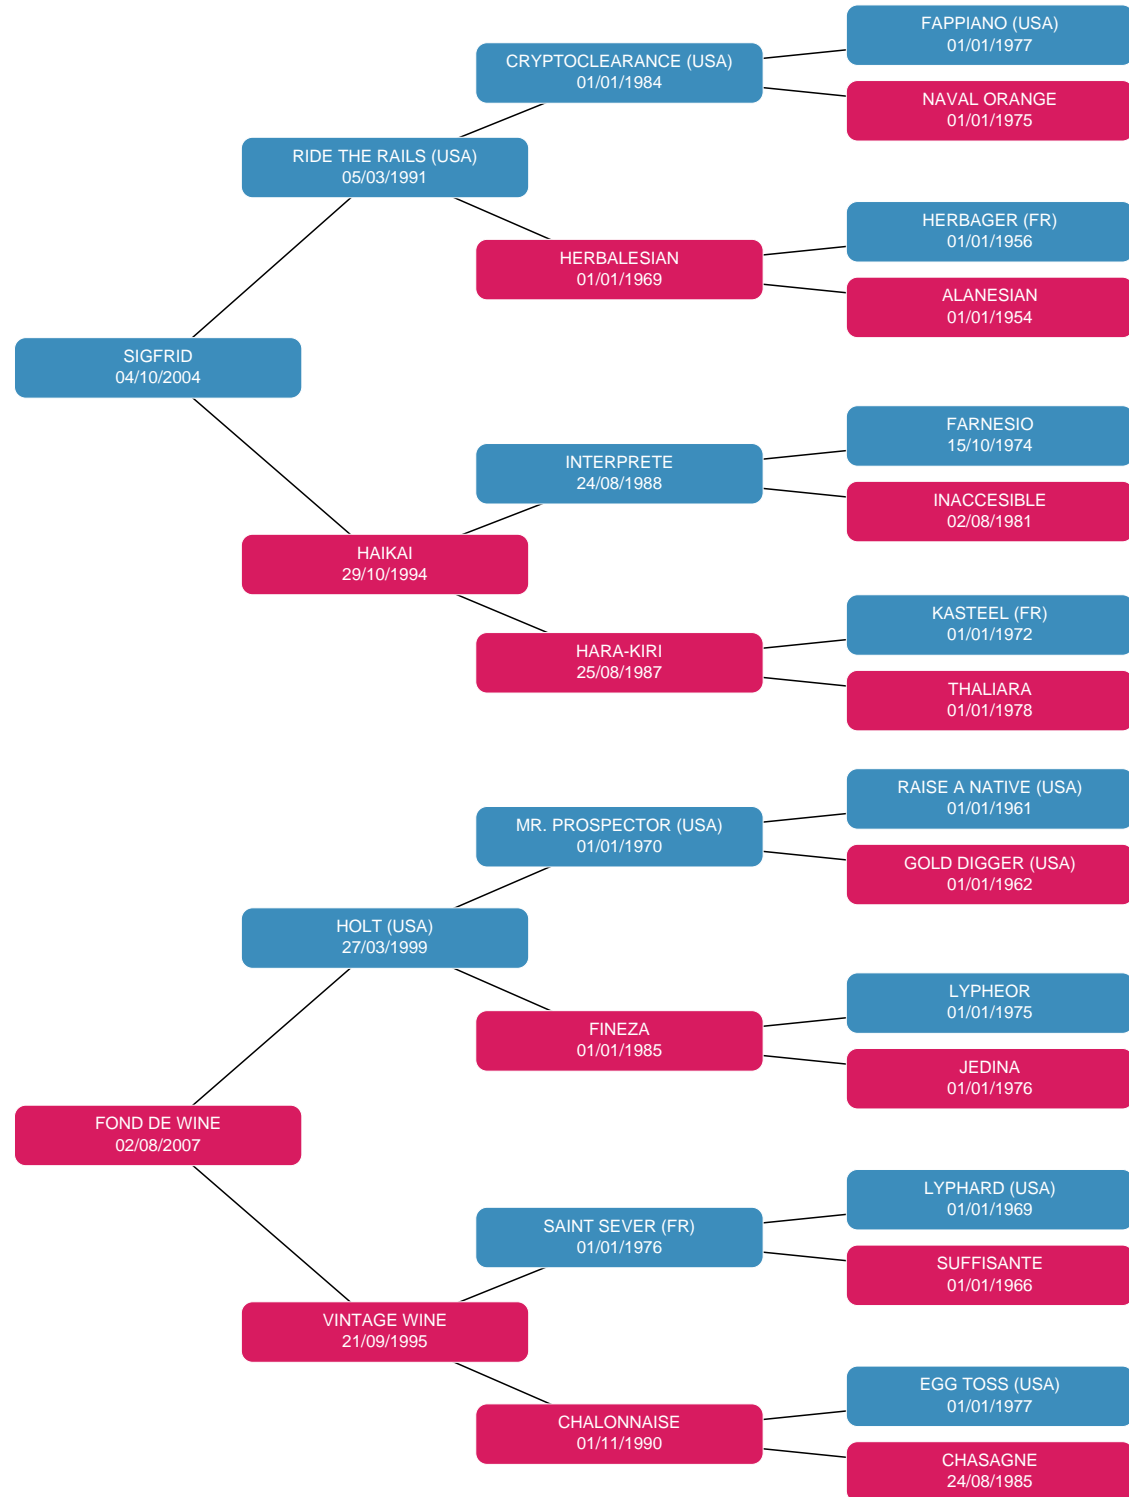 FAPPIANO (USA)
01/01/1977
CRYPTOCLEARANCE (USA)
01/01/1984
NAVAL ORANGE
01/01/1975
RIDE THE RAILS (USA)
05/03/1991
HERBAGER (FR)
01/01/1956
HERBALESIAN
01/01/1969
ALANESIAN
01/01/1954
SIGFRID
04/10/2004
FARNESIO
15/10/1974
INTERPRETE
24/08/1988
INACCESIBLE
02/08/1981
HAIKAI
29/10/1994
KASTEEL (FR)
01/01/1972
HARA-KIRI
25/08/1987
THALIARA
01/01/1978
RAISE A NATIVE (USA)
01/01/1961
MR. PROSPECTOR (USA)
01/01/1970
GOLD DIGGER (USA)
01/01/1962
HOLT (USA)
27/03/1999
LYPHEOR
01/01/1975
FINEZA
01/01/1985
JEDINA
01/01/1976
FOND DE WINE
02/08/2007
LYPHARD (USA)
01/01/1969
SAINT SEVER (FR)
01/01/1976
SUFFISANTE
01/01/1966
VINTAGE WINE
21/09/1995
EGG TOSS (USA)
01/01/1977
CHALONNAISE
01/11/1990
CHASAGNE
24/08/1985